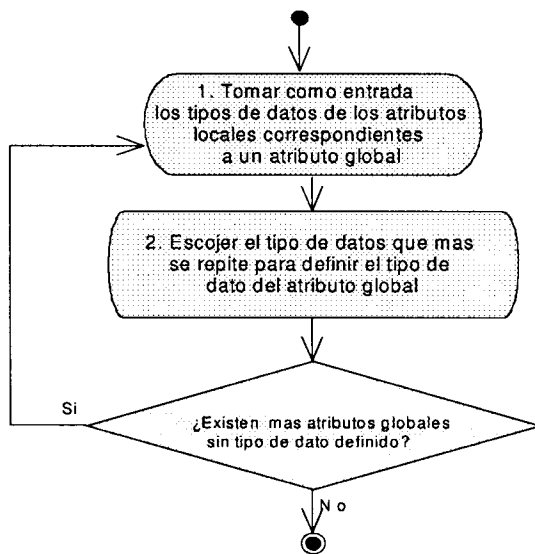 1. Tomar como entrada
los tipos de datos de los atributos
locales correspondientes
a un atributo global
2. Escojer el tipo de datos que mas
se repite para definir el tipo de
dato del atributo global
Si
¿Existen mas atributos globales
sin tipo de dato definido?
No